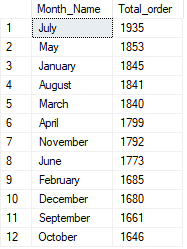 Month_Name Total_order
1 July 1935
2 May 1853
3 January 1845
4 August 1841
5 March 1840
6 April 1799
7 November 1792
8 June 1773
9 February 1685
10 December 1680
11 September 1661
12 October 1646